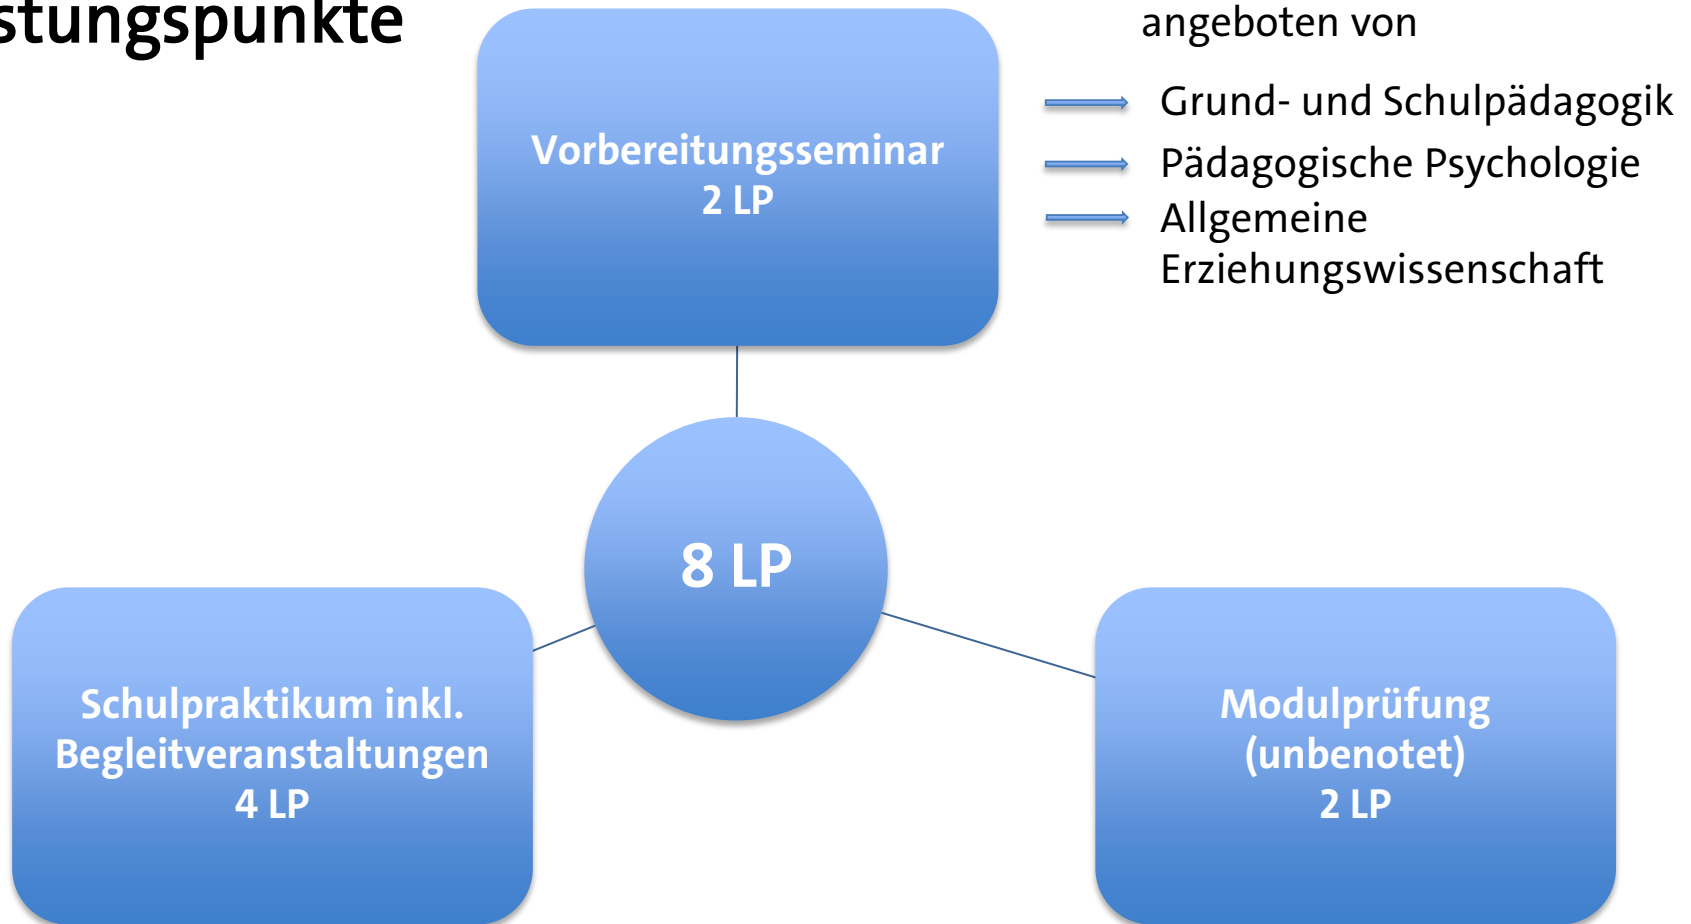 stungspunkte
angeboten von
Grund- und Schulpädagogik
Pädagogische Psychologie
Allgemeine
Erziehungswissenschaft
Vorbereitungsseminar
2 LP
8 LP
Schulpraktikum inkl.
Begleitveranstaltungen
4 LP
Modulprüfung
(unbenotet)
2 LP